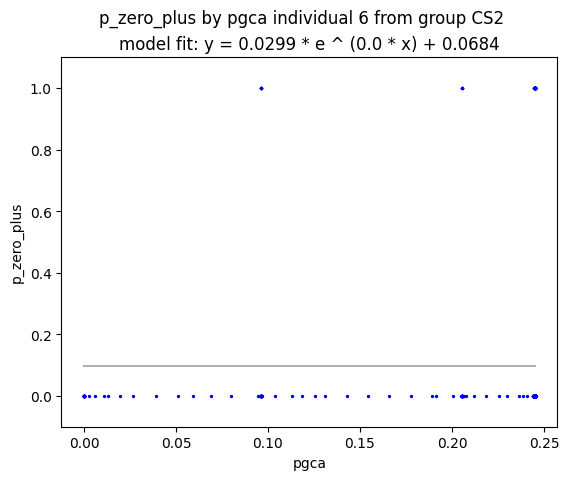 p_zero_plus by pgca individual 6 from group CS2
model fit: y = 0.0299 * e ^ (0.0 * x) + 0.0684
1.0
0.8
0.6
0.4
0.2
0.0
p_zero_plus
0.00 0.05 0.10 0.15 0.20 0.25
pgca